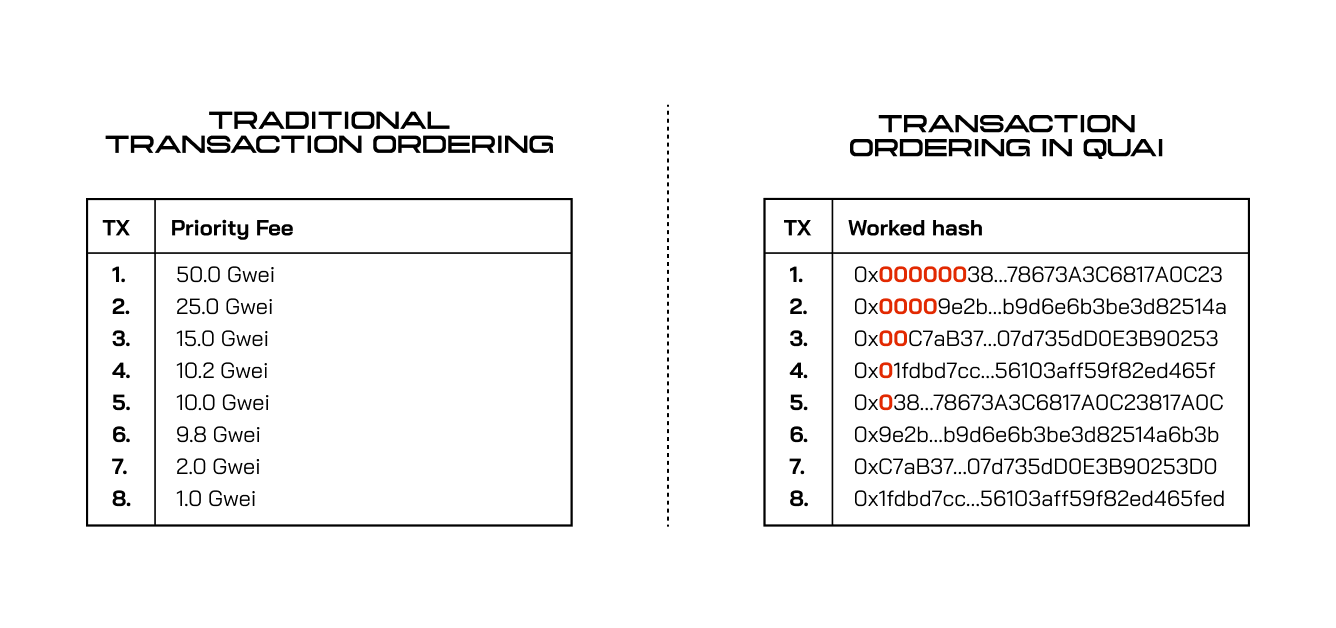 TRADITIONAL
TRANSACTION ORDERING
TX Priority Fee
1. 50.0 Gwei
2. 25.0 Gwei
3. 15.0 Gwei
4. 10.2 Gwei
5. 10.0 Gwei
6. 9.8 Gwei
7. 2.0 Gwei
8. 1.0 Gwei
TRANSACTION
ORDERING IN QUAI
TX Worked hash
1. 0x00000038...78673A3C6817A0C23
2. 0x00009e2b...b9d6e6b3be3d82514a
3. 0x00C7aB37...07d735dD0E3B90253
4. 0x01fdbd7cc...56103aff59f82ed465f
5. 0x038...78673A3C6817A0C23817A0C
6. 0x9e2b...b9d6e6b3be3d82514a6b3b
7. 0xC7aB37...07d735dD0E3B90253D0
8. 0x1fdbd7cc...56103aff59f82ed465fed